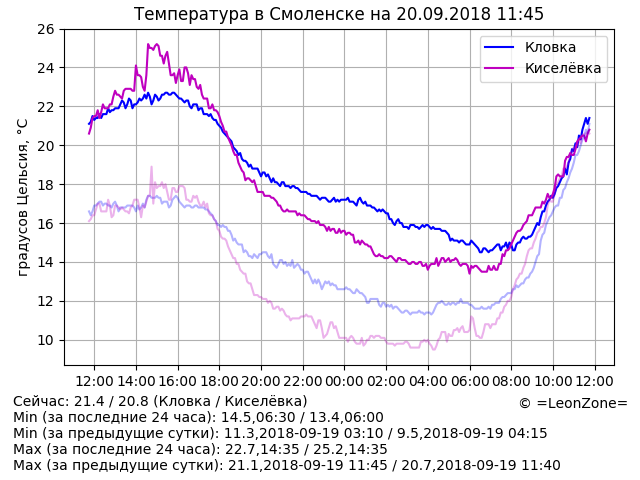 Температура в Смоленске на 20.09.2018 11:45
градусов Цельсия, °C
26
24
22
20
18
16
14
12
10
Кловка
Киселёвка
12:00 14:00 16:00 18:00 20:00 22:00 00:00 02:00 04:00 06:00 08:00 10:00 12:00
Сейчас: 21.4 / 20.8 (Кловка / Киселёвка)
© =LeonZone=
Min (за последние 24 часа): 14.5,06:30 / 13.4,06:00
Min (за предыдущие сутки): 11.3,2018-09-19 03:10 / 9.5,2018-09-19 04:15
Max (за последние 24 часа): 22.7,14:35 / 25.2,14:35
Max (за предыдущие сутки): 21.1,2018-09-19 11:45 / 20.7,2018-09-19 11:40